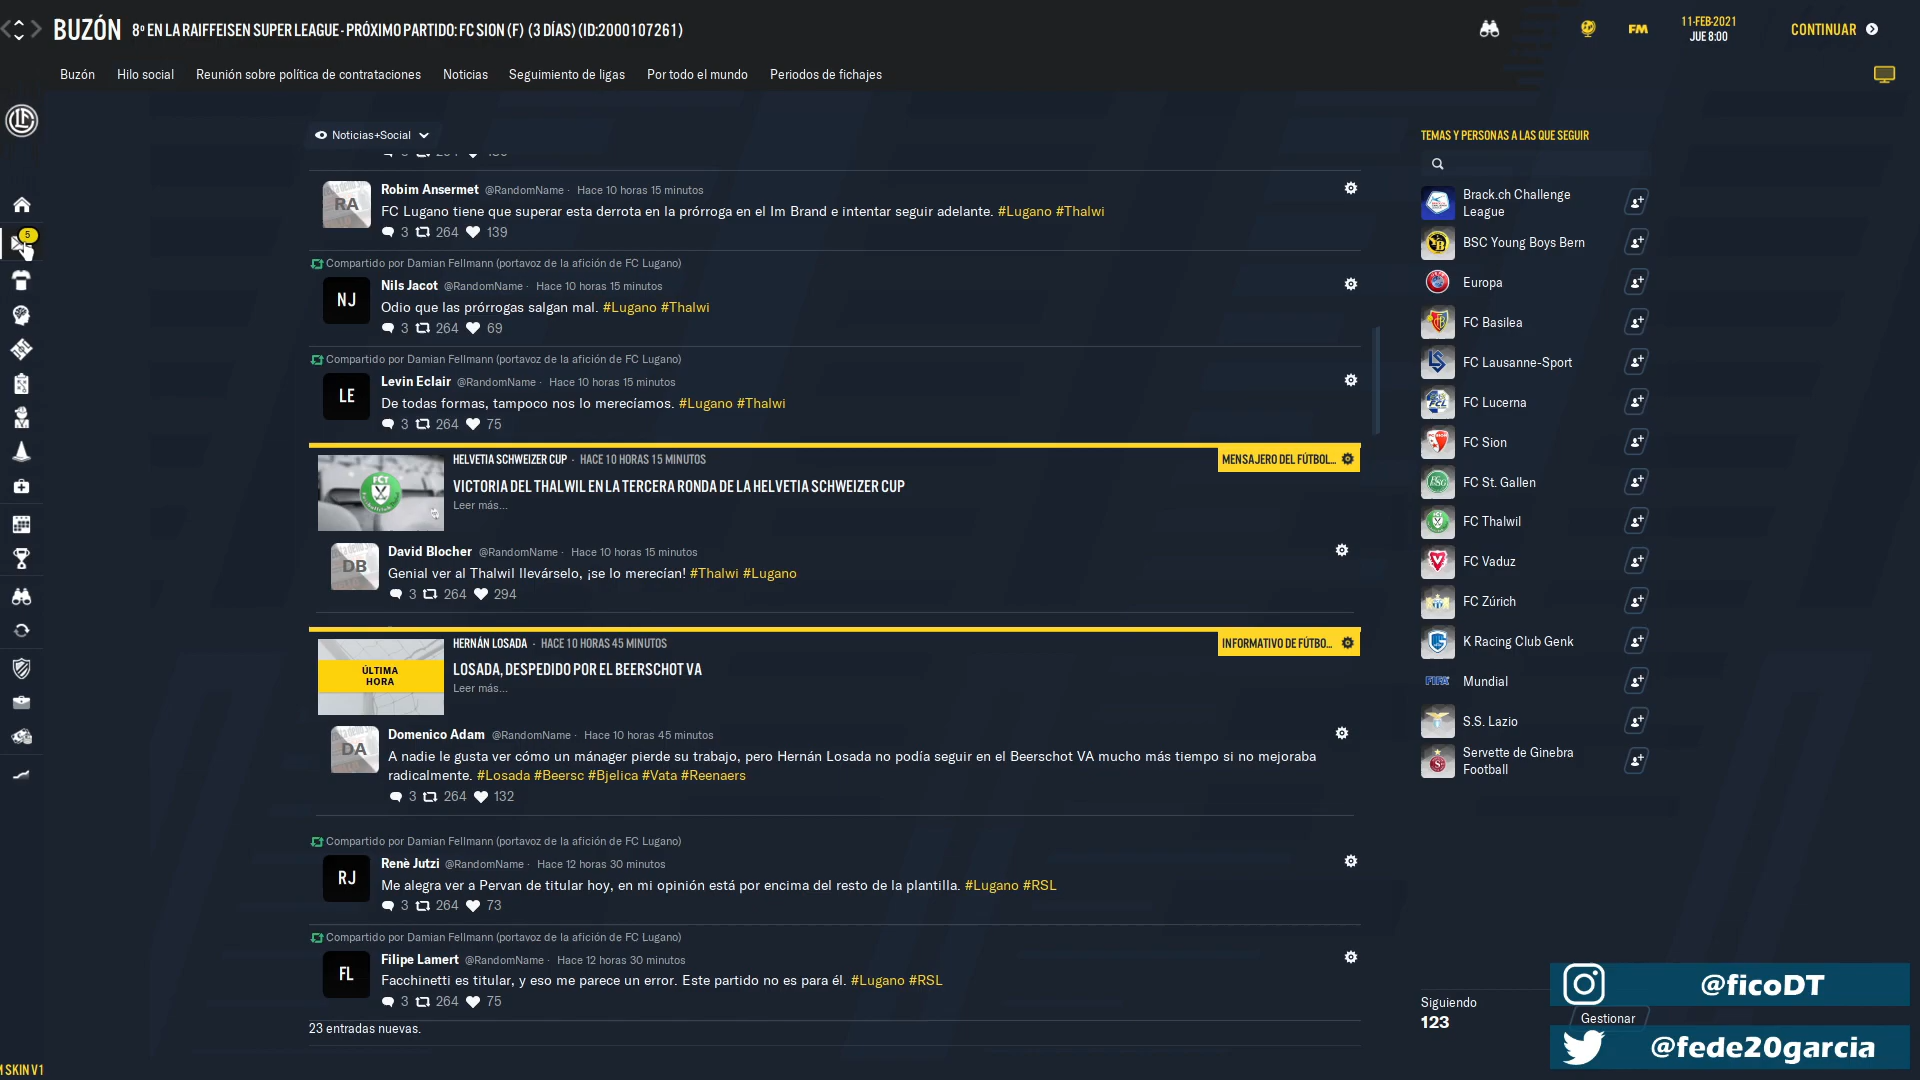 BUZÓN 8º EN LA RAIFFEISEN SUPER LEAGUE - PRÓXIMO PARTIDO: FC SION (F) (3 DÍAS) (ID:2000107261)
FM
11-FEB-2021
JUE 8:00
CONTINUAR
Buzón Hilo social Reunión sobre política de contrataciones Noticias Seguimiento de ligas Por todo el mundo Periodos de fichajes
5
Noticias+Social
Robim Ansermet @RandomName · Hace 10 horas 15 minutos
RA
FC Lugano tiene que superar esta derrota en la prórroga en el Im Brand e intentar seguir adelante. #Lugano #Thalwi
3 264 139
Compartido por Damian Fellmann (portavoz de la afición de FC Lugano)
Nils Jacot @RandomName · Hace 10 horas 15 minutos
NJ
Odio que las prórrogas salgan mal. #Lugano #Thalwi
3 264 69
Compartido por Damian Fellmann (portavoz de la afición de FC Lugano)
Levin Eclair @RandomName · Hace 10 horas 15 minutos
LE
De todas formas, tampoco nos lo merecíamos. #Lugano #Thalwi
3 264 75
HELVETIA SCHWEIZER CUP - HACE 10 HORAS 15 MINUTOS
MENSAJERO DEL FÚTBOL...
FCT
VICTORIA DEL THALWIL EN LA TERCERA RONDA DE LA HELVETIA SCHWEIZER CUP
Leer más...
David Blocher @RandomName · Hace 10 horas 15 minutos
DB
Genial ver al Thalwil llevárselo, ¡se lo merecían! #Thalwi #Lugano
3 264 294
HERNÁN LOSADA - HACE 10 HORAS 45 MINUTOS
INFORMATIVO DE FÚTBO...
ÚLTIMA
HORA
LOSADA, DESPEDIDO POR EL BEERSCHOT VA
Leer más...
Domenico Adam @RandomName · Hace 10 horas 45 minutos
DA
A nadie le gusta ver cómo un mánager pierde su trabajo, pero Hernán Losada no podía seguir en el Beerschot VA mucho más tiempo si no mejoraba
radicalmente. #Losada #Beersc #Bjelica #Vata #Reenaers
3 264 132
Compartido por Damian Fellmann (portavoz de la afición de FC Lugano)
Renè Jutzi @RandomName · Hace 12 horas 30 minutos
RJ
Me alegra ver a Pervan de titular hoy, en mi opinión está por encima del resto de la plantilla. #Lugano #RSL
3 264 73
Compartido por Damian Fellmann (portavoz de la afición de FC Lugano)
Filipe Lamert @RandomName · Hace 12 horas 30 minutos
FL
Facchinetti es titular, y eso me parece un error. Este partido no es para él. #Lugano #RSL
3 264 75
23 entradas nuevas.
TEMAS Y PERSONAS A LAS QUE SEGUIR
Brack.ch Challenge
League
BSC Young Boys Bern
Europa
FC Basilea
FC Lausanne-Sport
FC Lucerna
FC Sion
FC St. Gallen
FC Thalwil
FC Vaduz
FC Zúrich
K Racing Club Genk
FIFA
Mundial
S.S. Lazio
Servette de Ginebra
Football
Siguiendo
123
Gestionar
@ficoDT
@fede20garcia
SKIN V1